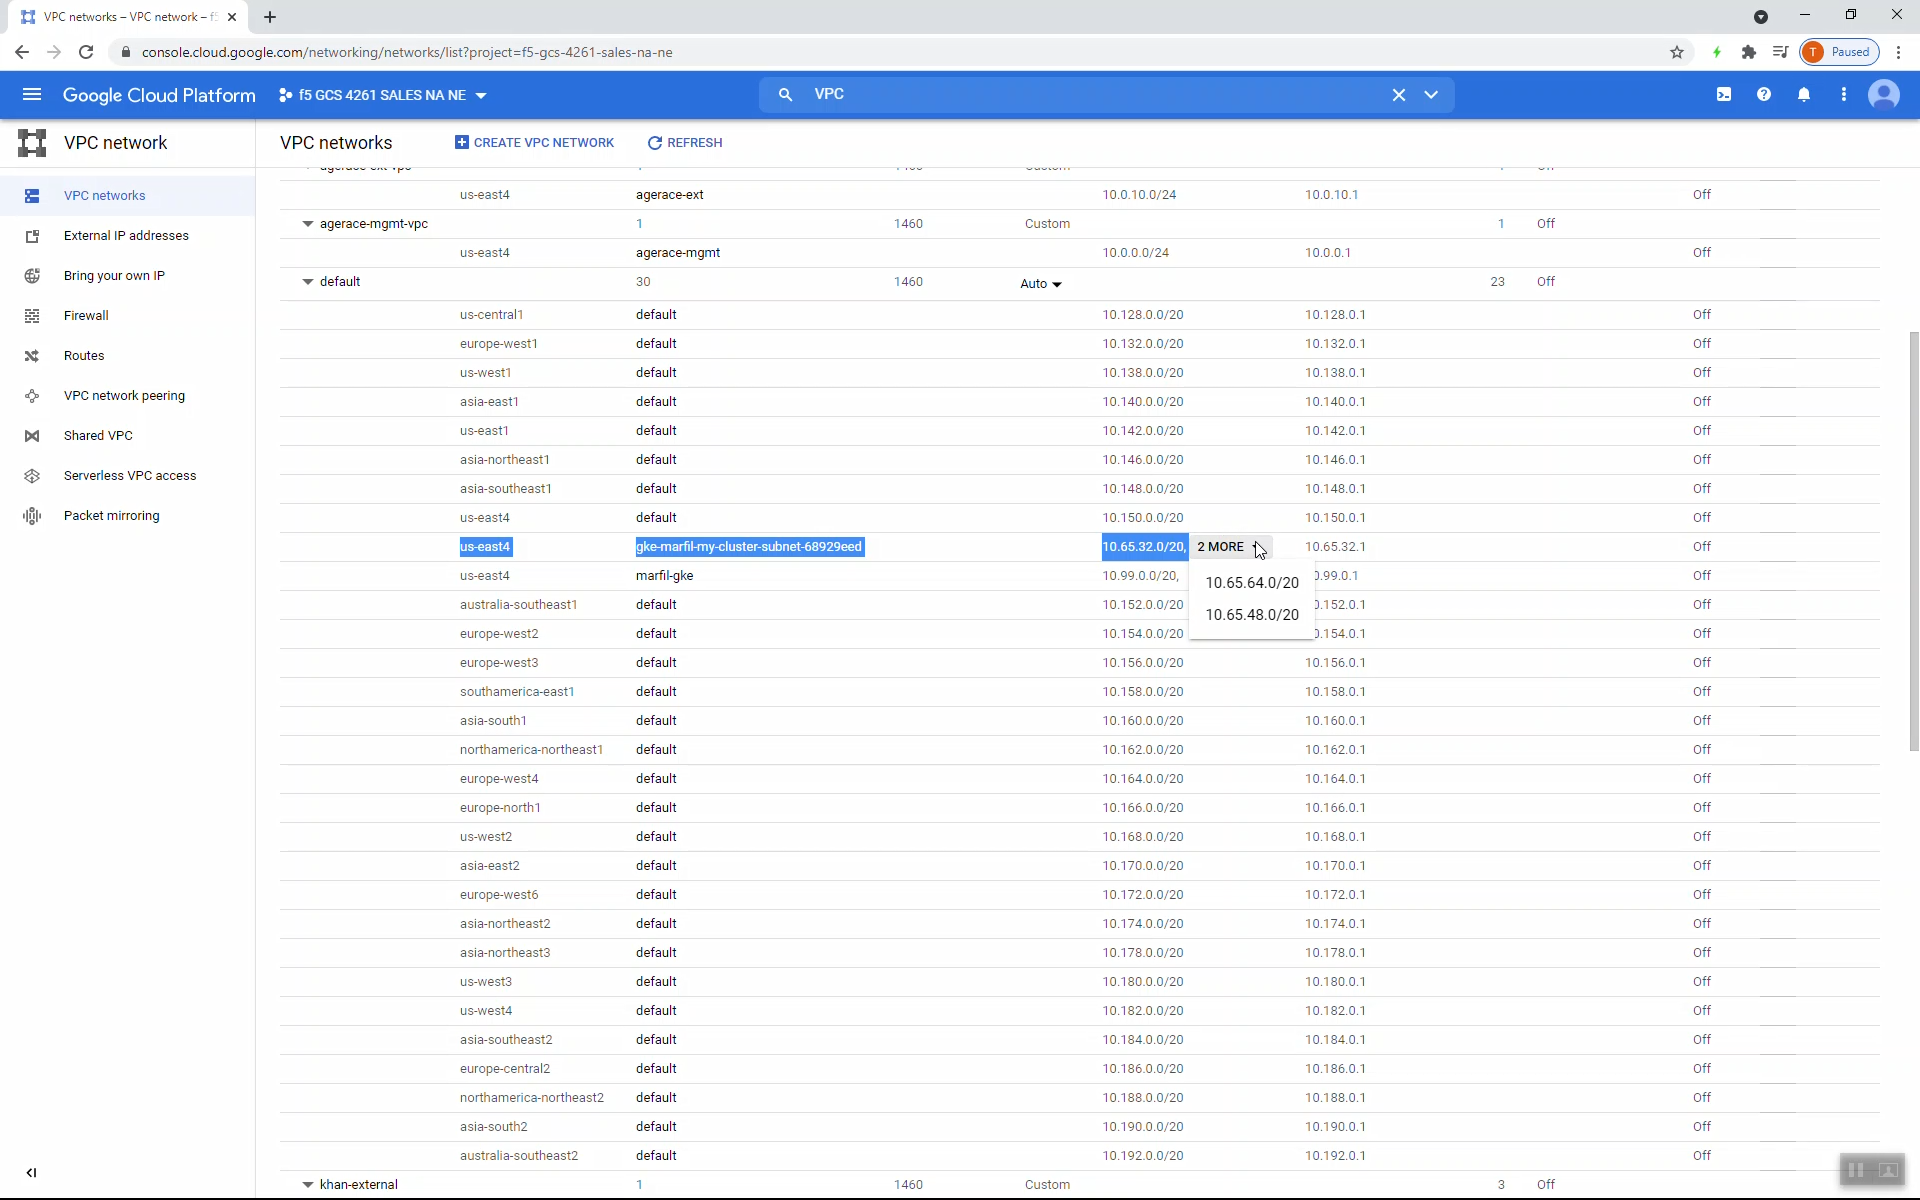 VPC networks – VPC network – f5
console.cloud.google.com/networking/networks/list?project=f5-gcs-4261-sales-na-ne
T Paused
Google Cloud Platform
f5 GCS 4261 SALES NA NE
VPC
VPC network
VPC networks
CREATE VPC NETWORK
REFRESH
VPC networks
External IP addresses
Bring your own IP
Firewall
Routes
VPC network peering
Shared VPC
Serverless VPC access
Packet mirroring
agerace-ext-vpc 1 1460 Custom 1 Off
us-east4 agerace-ext 10.0.10.0/24 10.0.10.1 Off
agerace-mgmt-vpc 1 1460 Custom 1 Off
us-east4 agerace-mgmt 10.0.0.0/24 10.0.0.1 Off
default 30 1460 Auto 23 Off
us-central1 default 10.128.0.0/20 10.128.0.1 Off
europe-west1 default 10.132.0.0/20 10.132.0.1 Off
us-west1 default 10.138.0.0/20 10.138.0.1 Off
asia-east1 default 10.140.0.0/20 10.140.0.1 Off
us-east1 default 10.142.0.0/20 10.142.0.1 Off
asia-northeast1 default 10.146.0.0/20 10.146.0.1 Off
asia-southeast1 default 10.148.0.0/20 10.148.0.1 Off
us-east4 default 10.150.0.0/20 10.150.0.1 Off
us-east4 gke-marfil-my-cluster-subnet-68929eed 10.65.32.0/20, 2 MORE 10.65.32.1 Off
10.65.64.0/20
10.65.48.0/20
us-east4 marfil-gke 10.99.0.0/20, 0.99.0.1 Off
australia-southeast1 default 10.152.0.0/20 0.152.0.1 Off
europe-west2 default 10.154.0.0/20 0.154.0.1 Off
europe-west3 default 10.156.0.0/20 10.156.0.1 Off
southamerica-east1 default 10.158.0.0/20 10.158.0.1 Off
asia-south1 default 10.160.0.0/20 10.160.0.1 Off
northamerica-northeast1 default 10.162.0.0/20 10.162.0.1 Off
europe-west4 default 10.164.0.0/20 10.164.0.1 Off
europe-north1 default 10.166.0.0/20 10.166.0.1 Off
us-west2 default 10.168.0.0/20 10.168.0.1 Off
asia-east2 default 10.170.0.0/20 10.170.0.1 Off
europe-west6 default 10.172.0.0/20 10.172.0.1 Off
asia-northeast2 default 10.174.0.0/20 10.174.0.1 Off
asia-northeast3 default 10.178.0.0/20 10.178.0.1 Off
us-west3 default 10.180.0.0/20 10.180.0.1 Off
us-west4 default 10.182.0.0/20 10.182.0.1 Off
asia-southeast2 default 10.184.0.0/20 10.184.0.1 Off
europe-central2 default 10.186.0.0/20 10.186.0.1 Off
northamerica-northeast2 default 10.188.0.0/20 10.188.0.1 Off
asia-south2 default 10.190.0.0/20 10.190.0.1 Off
australia-southeast2 default 10.192.0.0/20 10.192.0.1 Off
khan-external 1 1460 Custom 3 Off